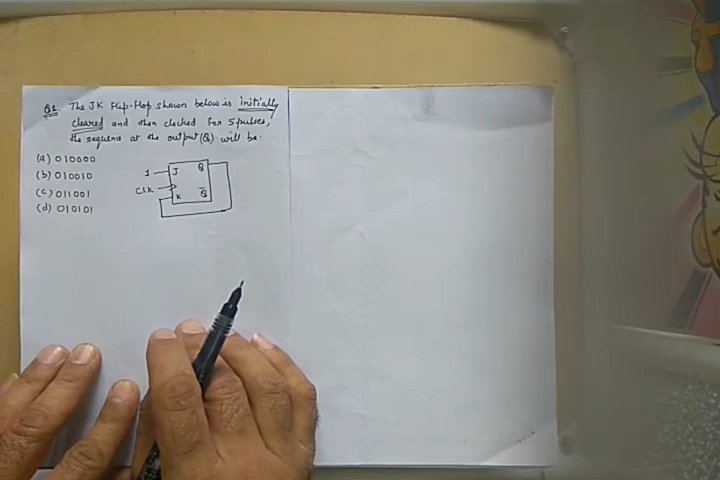 Q1. The JK Flip-Flop shown below is initially
cleared and then clocked for 5 pulses,
the sequence at the output (Q) will be.
(a) 010000
(b) 010010
(c) 011001
(d) 010101
1 J Q
CLK
K Q̅